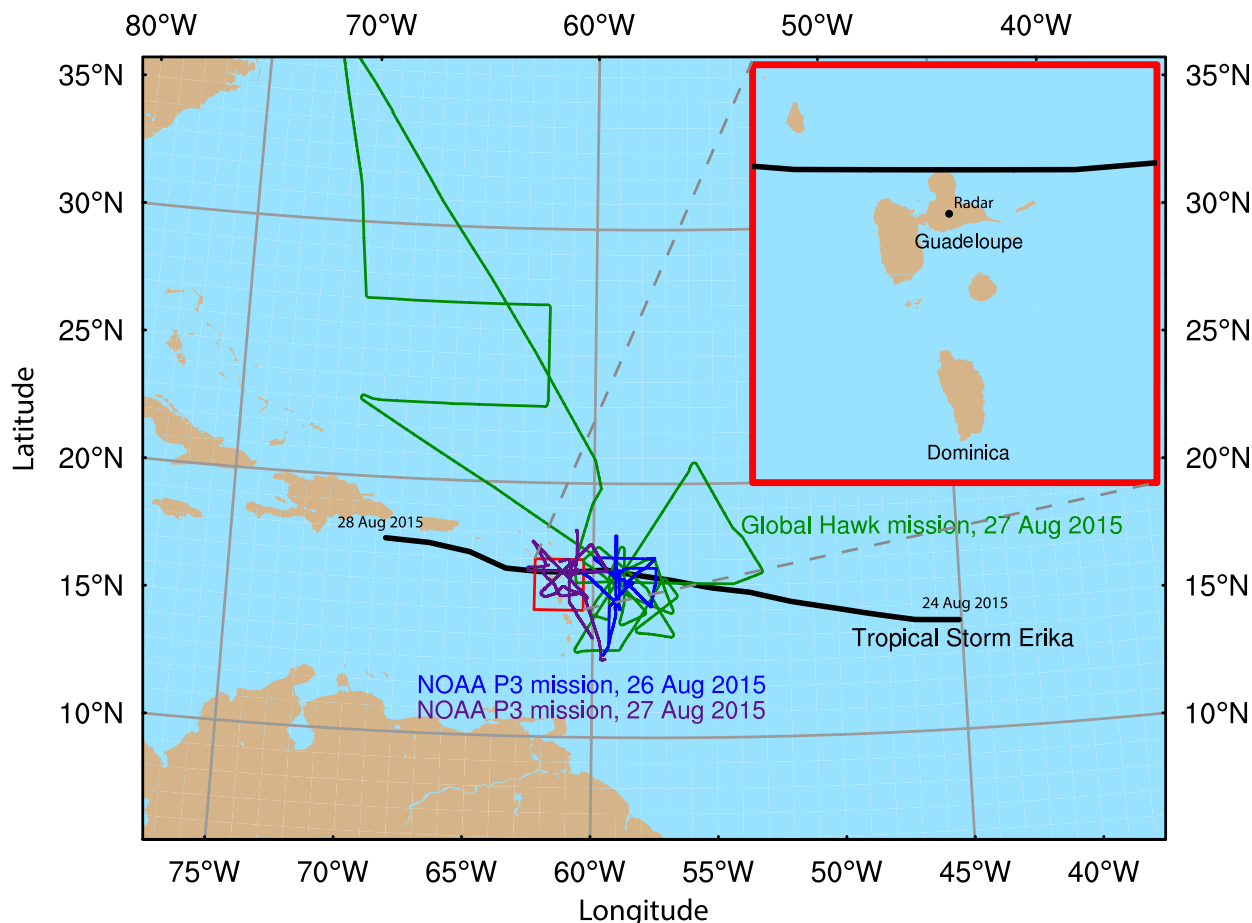 80°W 70°W 60°W 50°W 40°W
35°N 35°N
30°N 30°N
25°N 25°N
20°N 20°N
15°N 15°N
10°N 10°N
Latitude
Radar
Guadeloupe
Dominica
28 Aug 2015
Global Hawk mission, 27 Aug 2015
24 Aug 2015
Tropical Storm Erika
NOAA P3 mission, 26 Aug 2015
NOAA P3 mission, 27 Aug 2015
75°W 70°W 65°W 60°W 55°W 50°W 45°W 40°W
Longitude